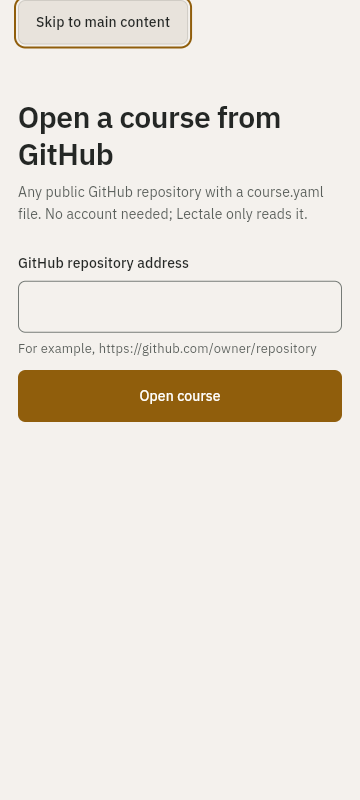 Skip to main content
Open a course from
GitHub
Any public GitHub repository with a course.yaml
file. No account needed; Lectale only reads it.
GitHub repository address
For example, https://github.com/owner/repository
Open course